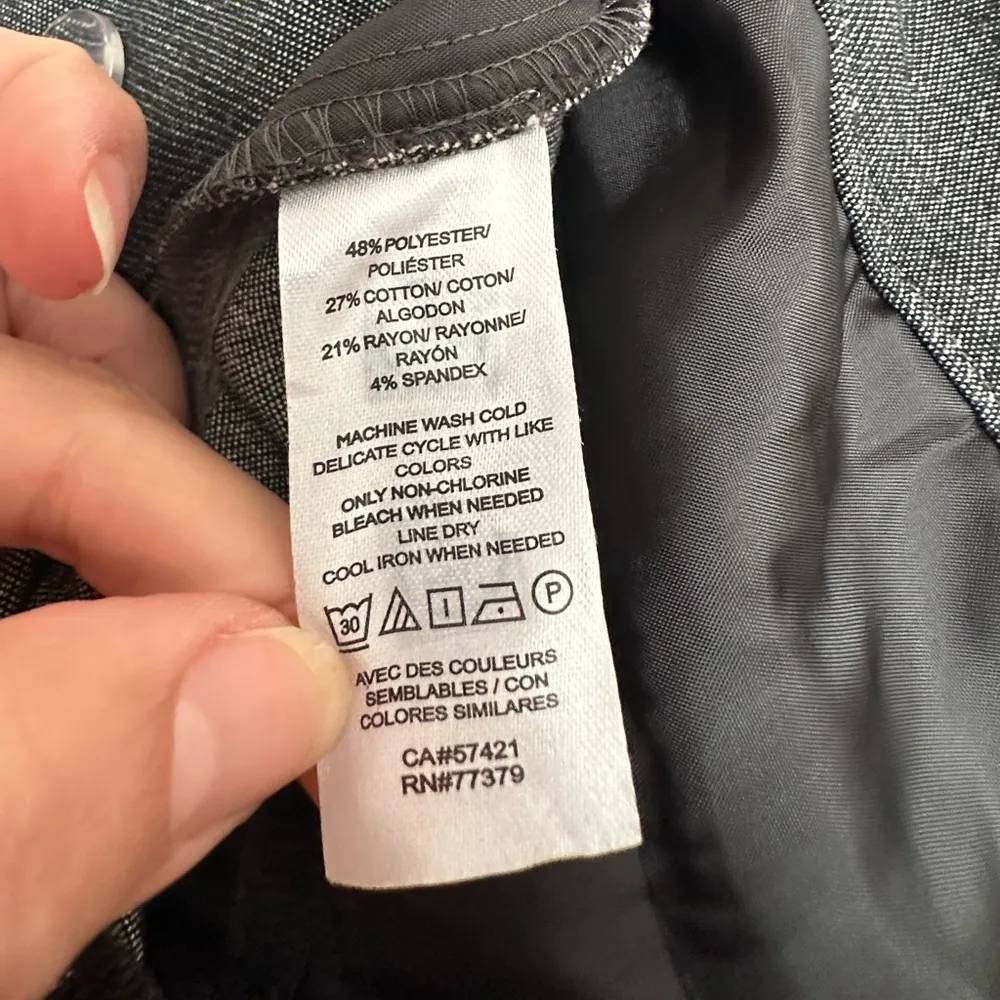 48% POLYESTER/
POLIÉSTER
27% COTTON/ COTON/
ALGODON
21% RAYON/ RAYONNE/
RAYÓN
4% SPANDEX
MACHINE WASH COLD
DELICATE CYCLE WITH LIKE
COLORS
ONLY NON-CHLORINE
BLEACH WHEN NEEDED
LINE DRY
COOL IRON WHEN NEEDED
30 P
AVEC DES COULEURS
SEMBLABLES / CON
COLORES SIMILARES
CA#57421
RN#77379